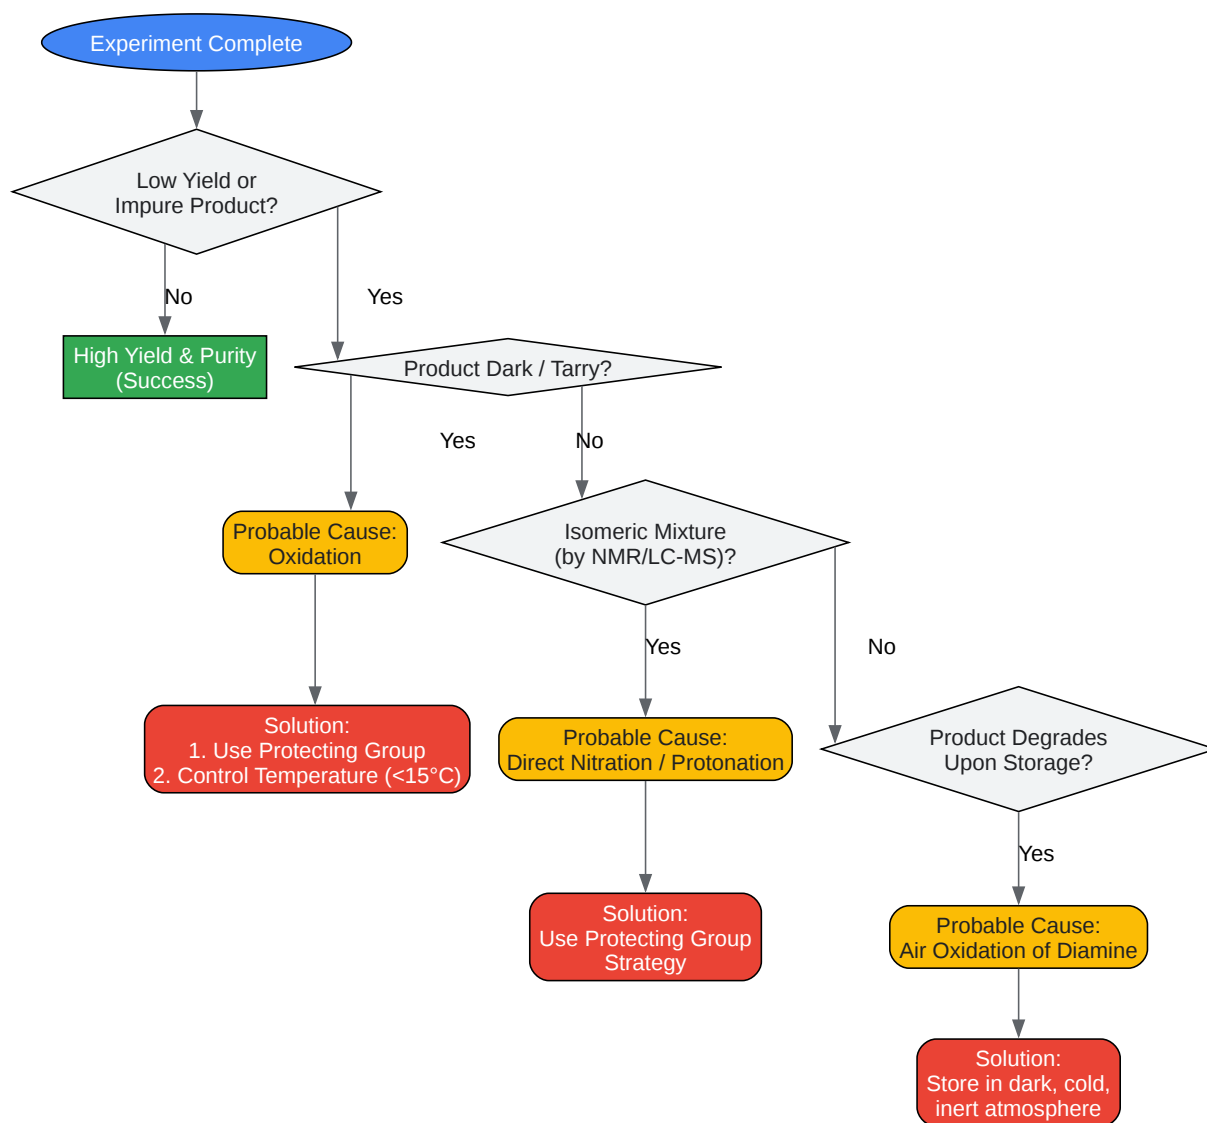 Experiment Complete
Low Yield or
Impure Product?
No
Yes
High Yield & Purity
(Success)
Product Dark / Tarry?
Yes
No
Probable Cause:
Oxidation
Isomeric Mixture
(by NMR/LC-MS)?
Yes
No
Solution:
1. Use Protecting Group
2. Control Temperature (<15°C)
Probable Cause:
Direct Nitration / Protonation
Product Degrades
Upon Storage?
Yes
Solution:
Use Protecting Group
Strategy
Probable Cause:
Air Oxidation of Diamine
Solution:
Store in dark, cold,
inert atmosphere